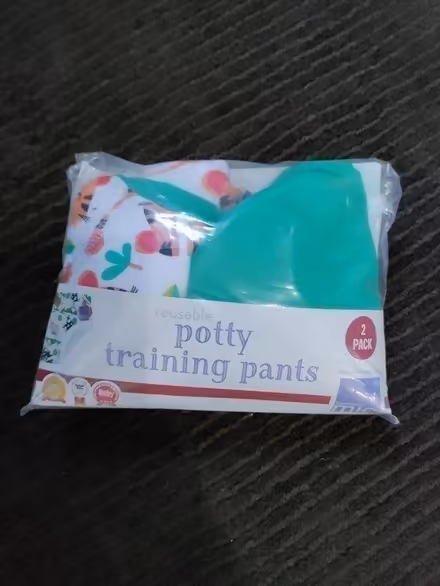 reusable
potty
training pants
2
PACK